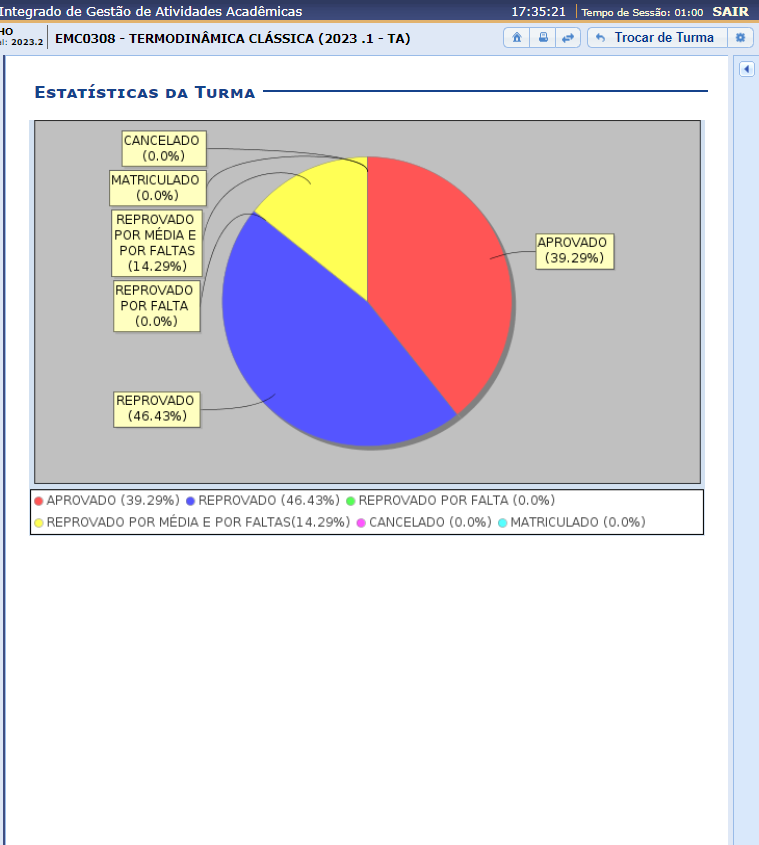 Integrado de Gestão de Atividades Acadêmicas 17:35:21 Tempo de Sessão: 01:00 SAIR
2023.2 EMC0308 - TERMODINÂMICA CLÁSSICA (2023 .1 - TA) Trocar de Turma
Estatísticas da Turma
CANCELADO
(0.0%)
MATRICULADO
(0.0%)
REPROVADO
POR MÉDIA E
POR FALTAS
(14.29%)
REPROVADO
POR FALTA
(0.0%)
REPROVADO
(46.43%)
APROVADO
(39.29%)
APROVADO (39.29%) REPROVADO (46.43%) REPROVADO POR FALTA (0.0%)
REPROVADO POR MÉDIA E POR FALTAS(14.29%) CANCELADO (0.0%) MATRICULADO (0.0%)